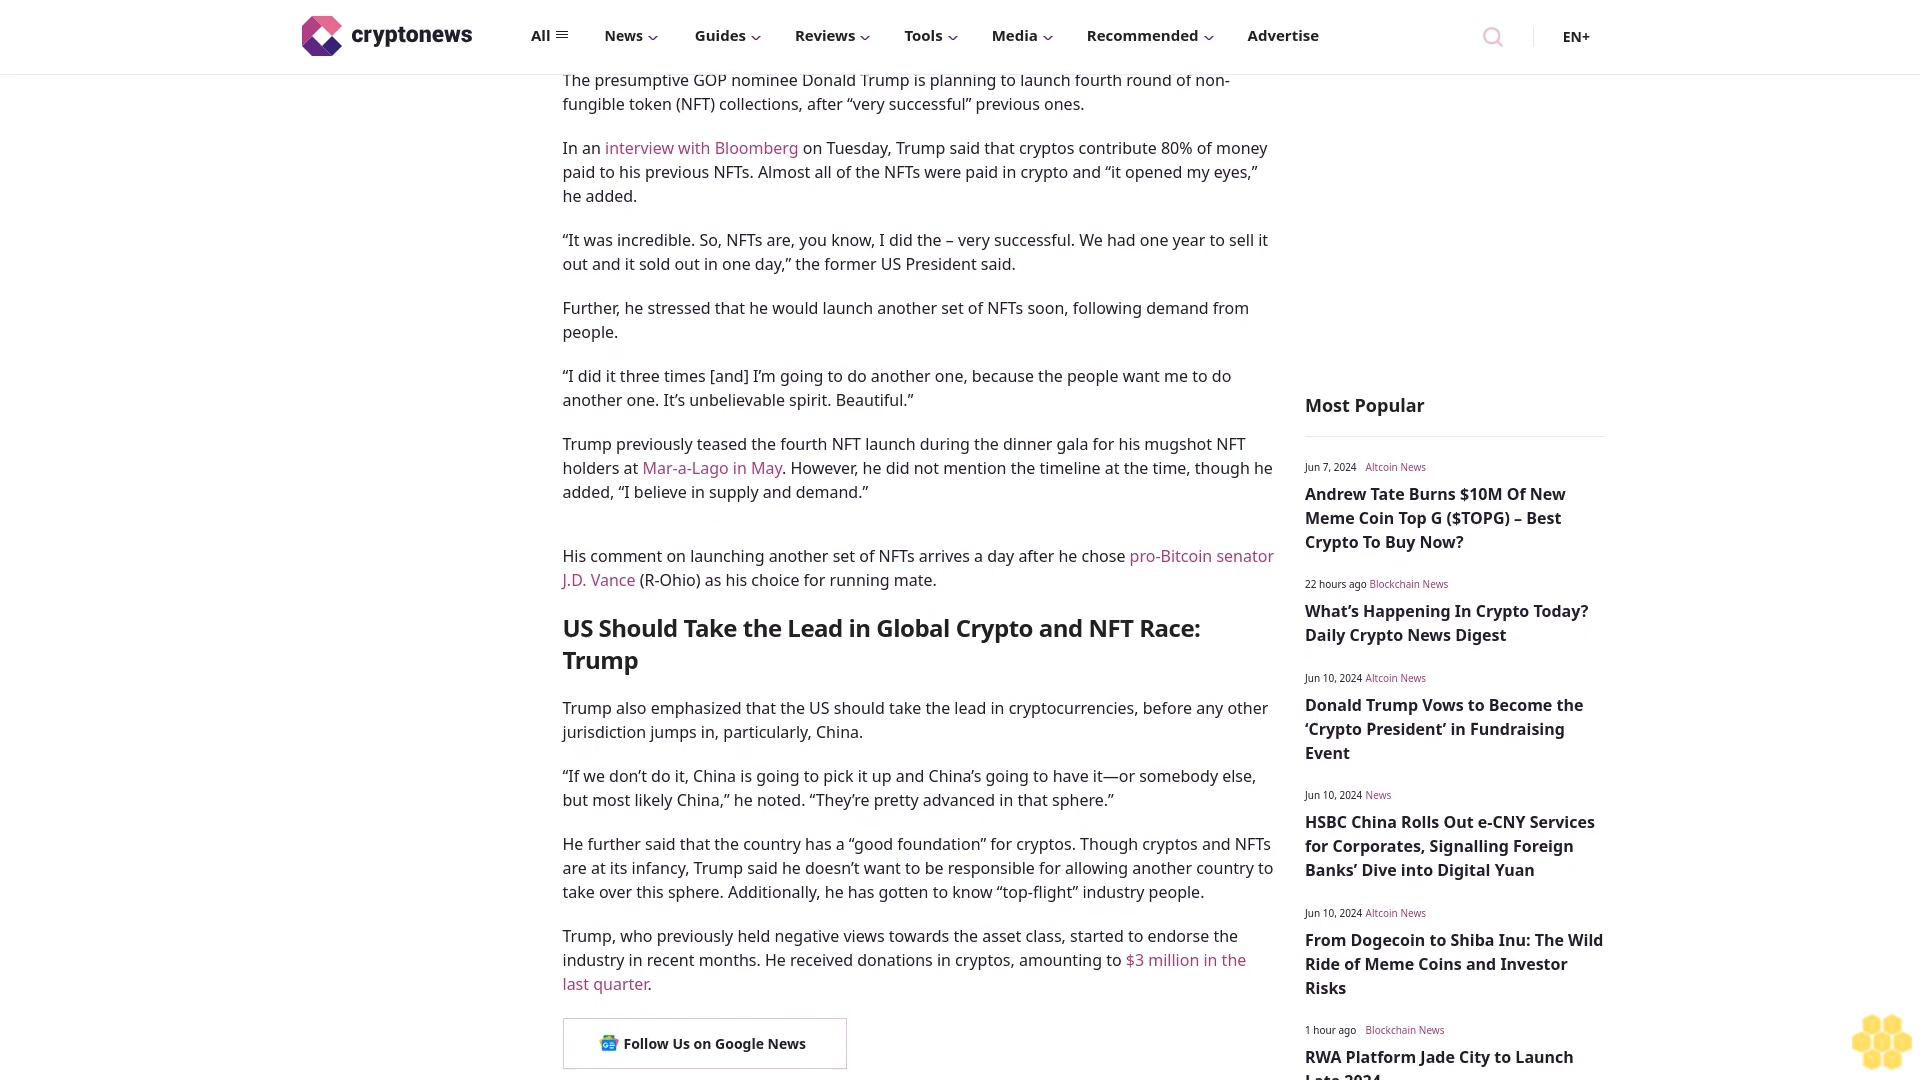 cryptonews
All
News
Guides
Reviews
Tools
Media
Recommended
Advertise
EN+
The presumptive GOP nominee Donald Trump is planning to launch fourth round of non-
fungible token (NFT) collections, after “very successful” previous ones.
In an interview with Bloomberg on Tuesday, Trump said that cryptos contribute 80% of money
paid to his previous NFTs. Almost all of the NFTs were paid in crypto and “it opened my eyes,”
he added.
“It was incredible. So, NFTs are, you know, I did the – very successful. We had one year to sell it
out and it sold out in one day,” the former US President said.
Further, he stressed that he would launch another set of NFTs soon, following demand from
people.
“I did it three times [and] I’m going to do another one, because the people want me to do
another one. It’s unbelievable spirit. Beautiful.”
Trump previously teased the fourth NFT launch during the dinner gala for his mugshot NFT
holders at Mar-a-Lago in May. However, he did not mention the timeline at the time, though he
added, “I believe in supply and demand.”
His comment on launching another set of NFTs arrives a day after he chose pro-Bitcoin senator
J.D. Vance (R-Ohio) as his choice for running mate.
US Should Take the Lead in Global Crypto and NFT Race:
Trump
Trump also emphasized that the US should take the lead in cryptocurrencies, before any other
jurisdiction jumps in, particularly, China.
“If we don’t do it, China is going to pick it up and China’s going to have it—or somebody else,
but most likely China,” he noted. “They’re pretty advanced in that sphere.”
He further said that the country has a “good foundation” for cryptos. Though cryptos and NFTs
are at its infancy, Trump said he doesn’t want to be responsible for allowing another country to
take over this sphere. Additionally, he has gotten to know “top-flight” industry people.
Trump, who previously held negative views towards the asset class, started to endorse the
industry in recent months. He received donations in cryptos, amounting to $3 million in the
last quarter.
Follow Us on Google News
Most Popular
Jun 7, 2024 Altcoin News
Andrew Tate Burns $10M Of New
Meme Coin Top G ($TOPG) – Best
Crypto To Buy Now?
22 hours ago Blockchain News
What’s Happening In Crypto Today?
Daily Crypto News Digest
Jun 10, 2024 Altcoin News
Donald Trump Vows to Become the
‘Crypto President’ in Fundraising
Event
Jun 10, 2024 News
HSBC China Rolls Out e-CNY Services
for Corporates, Signalling Foreign
Banks’ Dive into Digital Yuan
Jun 10, 2024 Altcoin News
From Dogecoin to Shiba Inu: The Wild
Ride of Meme Coins and Investor
Risks
1 hour ago Blockchain News
RWA Platform Jade City to Launch
Late 2024